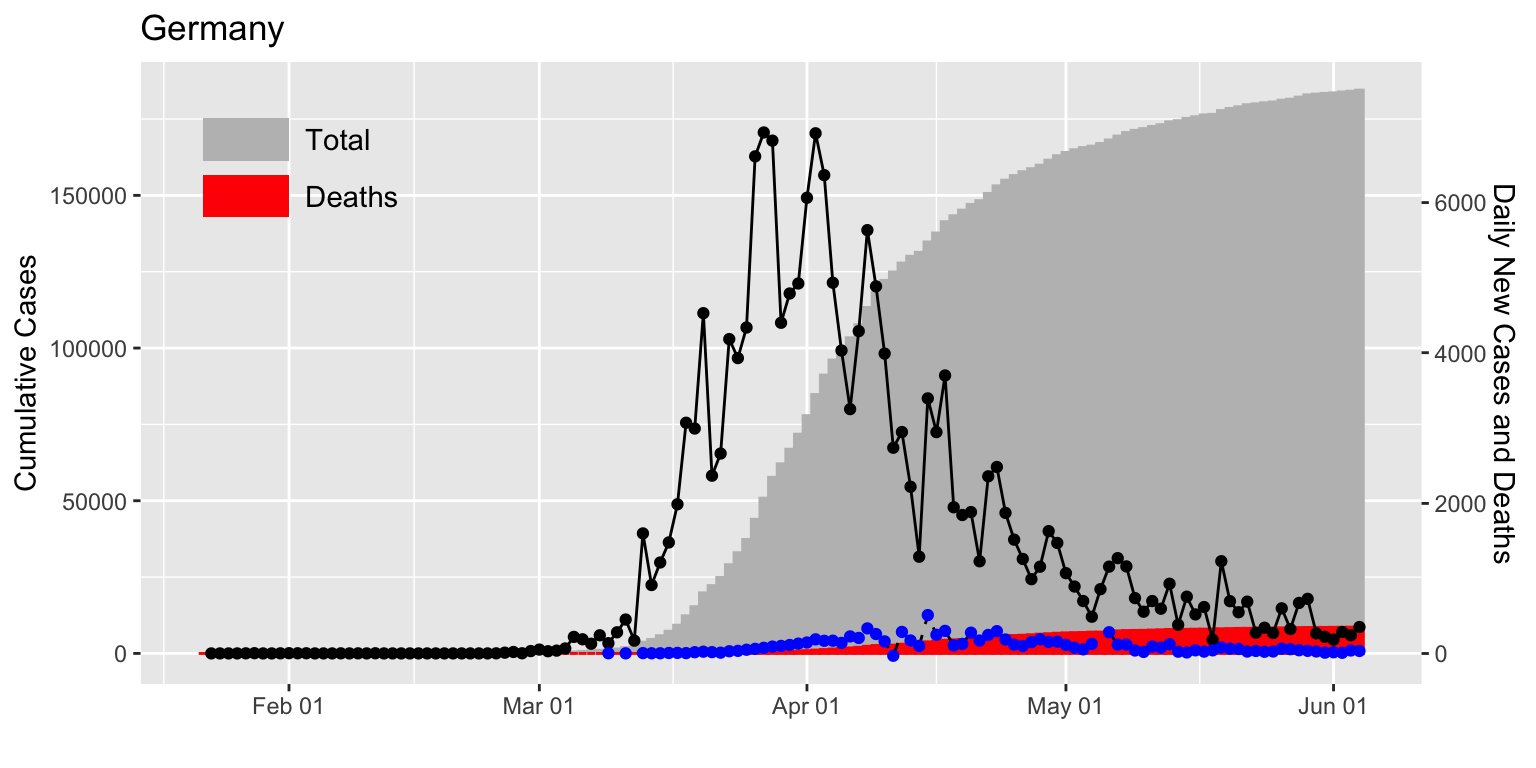 Germany
Total
Deaths
Cumulative Cases
150000
100000
50000
0
6000
4000
2000
0
Daily New Cases and Deaths
Feb 01
Mar 01
Apr 01
May 01
Jun 01